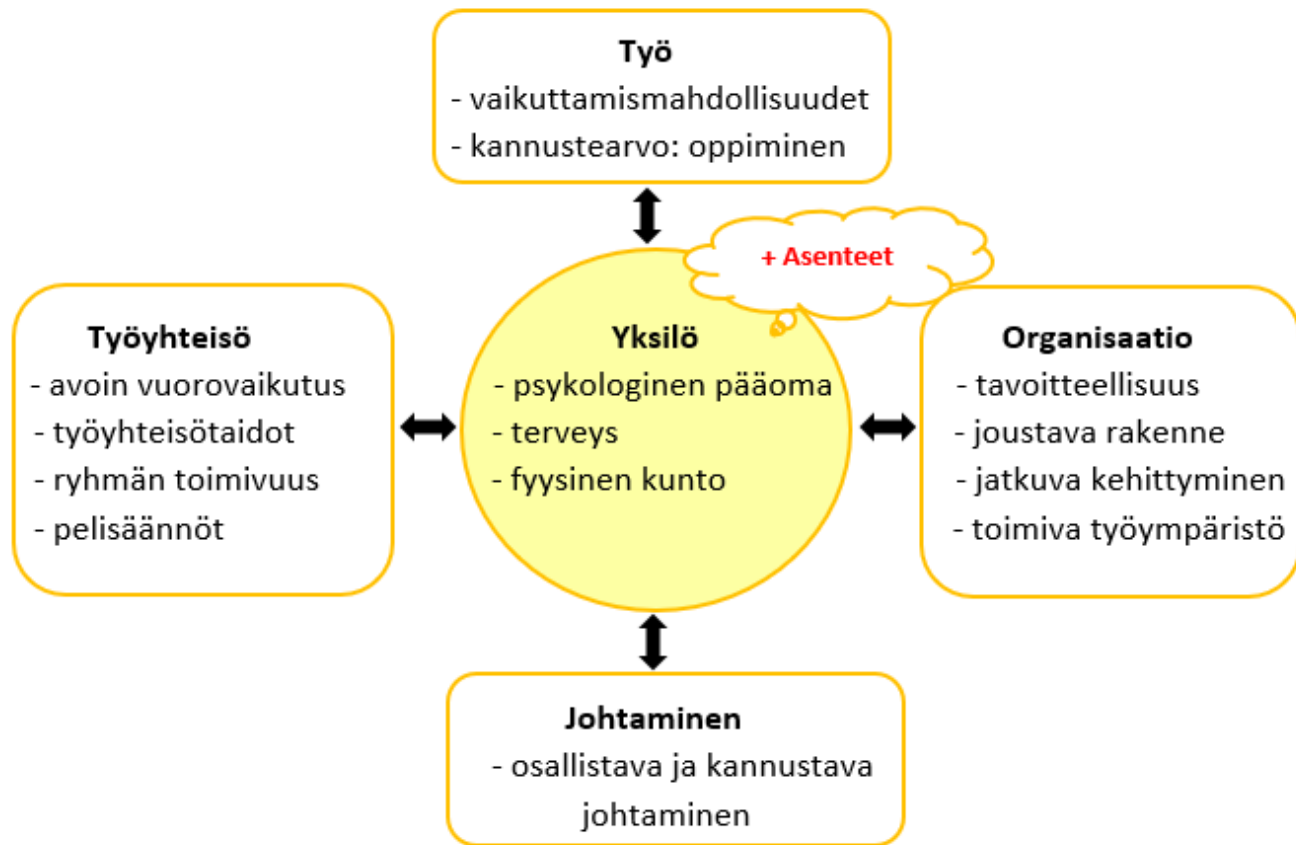 Työ
- vaikuttamismahdollisuudet
- kannustearvo: oppiminen
+ Asenteet
Työyhteisö
- avoin vuorovaikutus
- työyhteisötaidot
- ryhmän toimivuus
- pelisäännöt
Yksilö
- psykologinen pääoma
- terveys
- fyysinen kunto
Organisaatio
- tavoitteellisuus
- joustava rakenne
- jatkuva kehittyminen
- toimiva työympäristö
Johtaminen
- osallistava ja kannustava
johtaminen